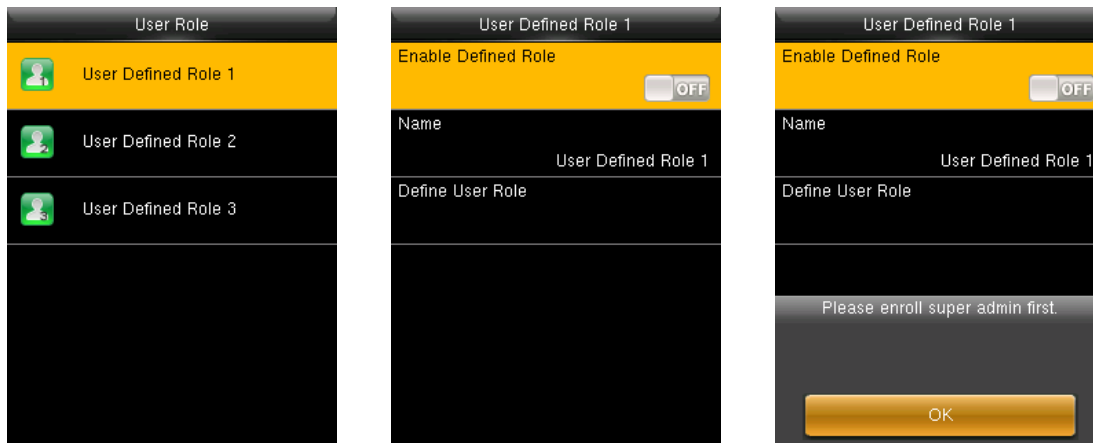 User Role
User Defined Role 1
User Defined Role 2
User Defined Role 3
User Defined Role 1
Enable Defined Role
OFF
Name
User Defined Role 1
Define User Role
User Defined Role 1
Enable Defined Role
OFF
Name
User Defined Role 1
Define User Role
Please enroll super admin first.
OK